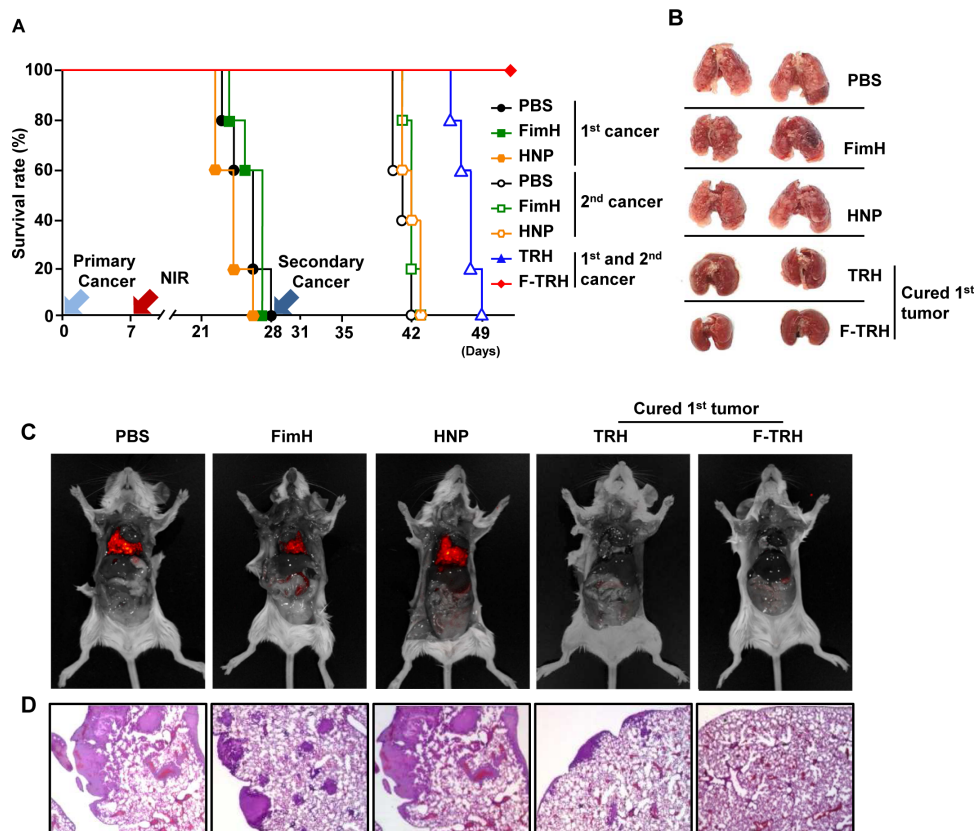 A
Survival rate (%)
100
80
60
40
20
0
Primary
Cancer
NIR
Secondary
Cancer
0
7
21
28
31
35
42
49
(Days)
PBS
FimH
HNP
1st cancer
PBS
FimH
HNP
2nd cancer
TRH
F-TRH
1st and 2nd
cancer
B
PBS
FimH
HNP
TRH
F-TRH
Cured 1st
tumor
C
Cured 1st tumor
PBS
FimH
HNP
TRH
F-TRH
D